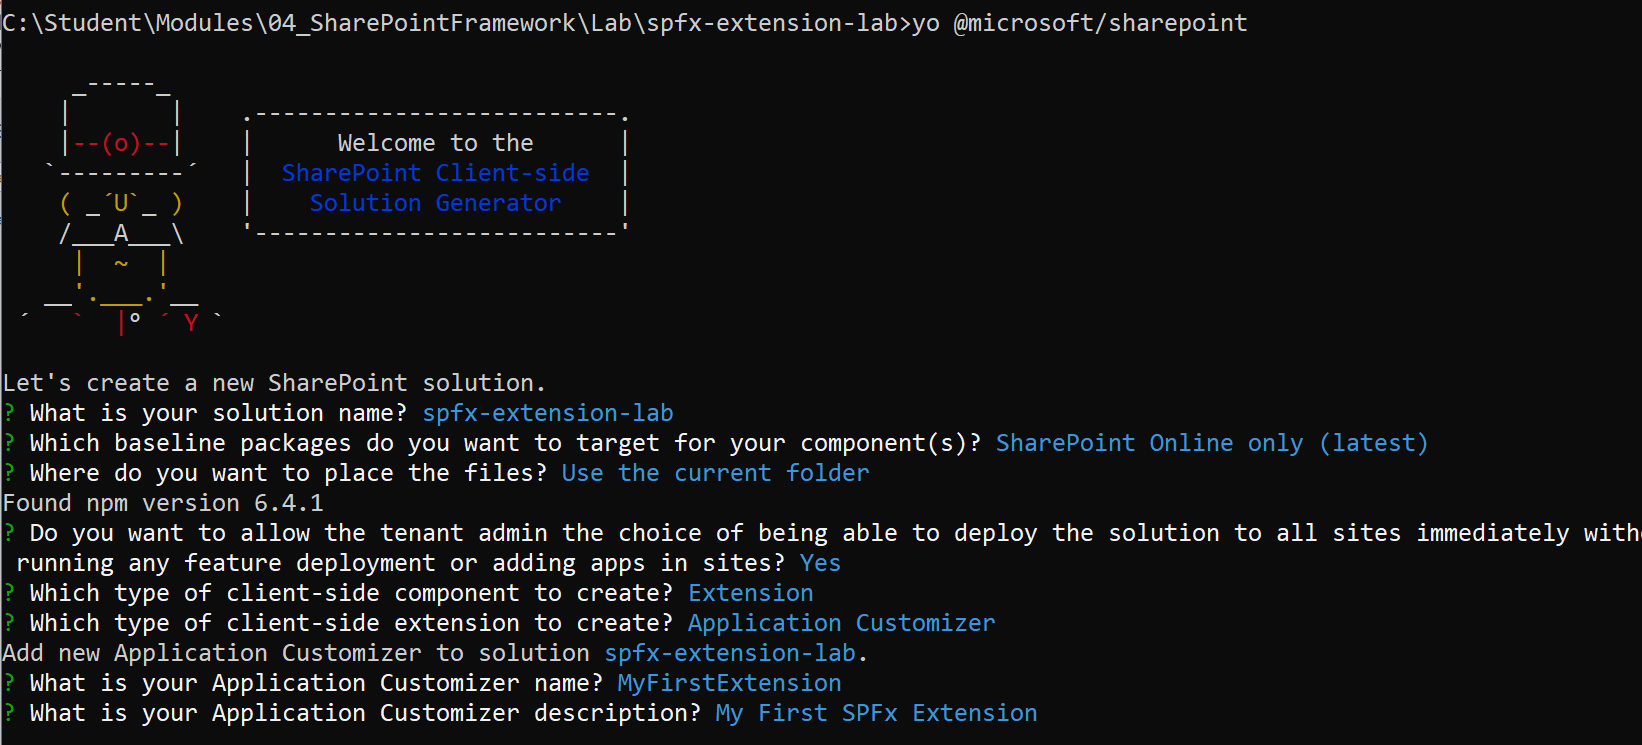 C:\Student\Modules\04_SharePointFramework\Lab\spfx-extension-lab>yo @microsoft/sharepoint
Welcome to the
SharePoint Client-side
Solution Generator
Let's create a new SharePoint solution.
? What is your solution name? spfx-extension-lab
? Which baseline packages do you want to target for your component(s)? SharePoint Online only (latest)
? Where do you want to place the files? Use the current folder
Found npm version 6.4.1
? Do you want to allow the tenant admin the choice of being able to deploy the solution to all sites immediately
running any feature deployment or adding apps in sites? Yes
? Which type of client-side component to create? Extension
? Which type of client-side extension to create? Application Customizer
Add new Application Customizer to solution spfx-extension-lab.
? What is your Application Customizer name? MyFirstExtension
? What is your Application Customizer description? My First SPFx Extension